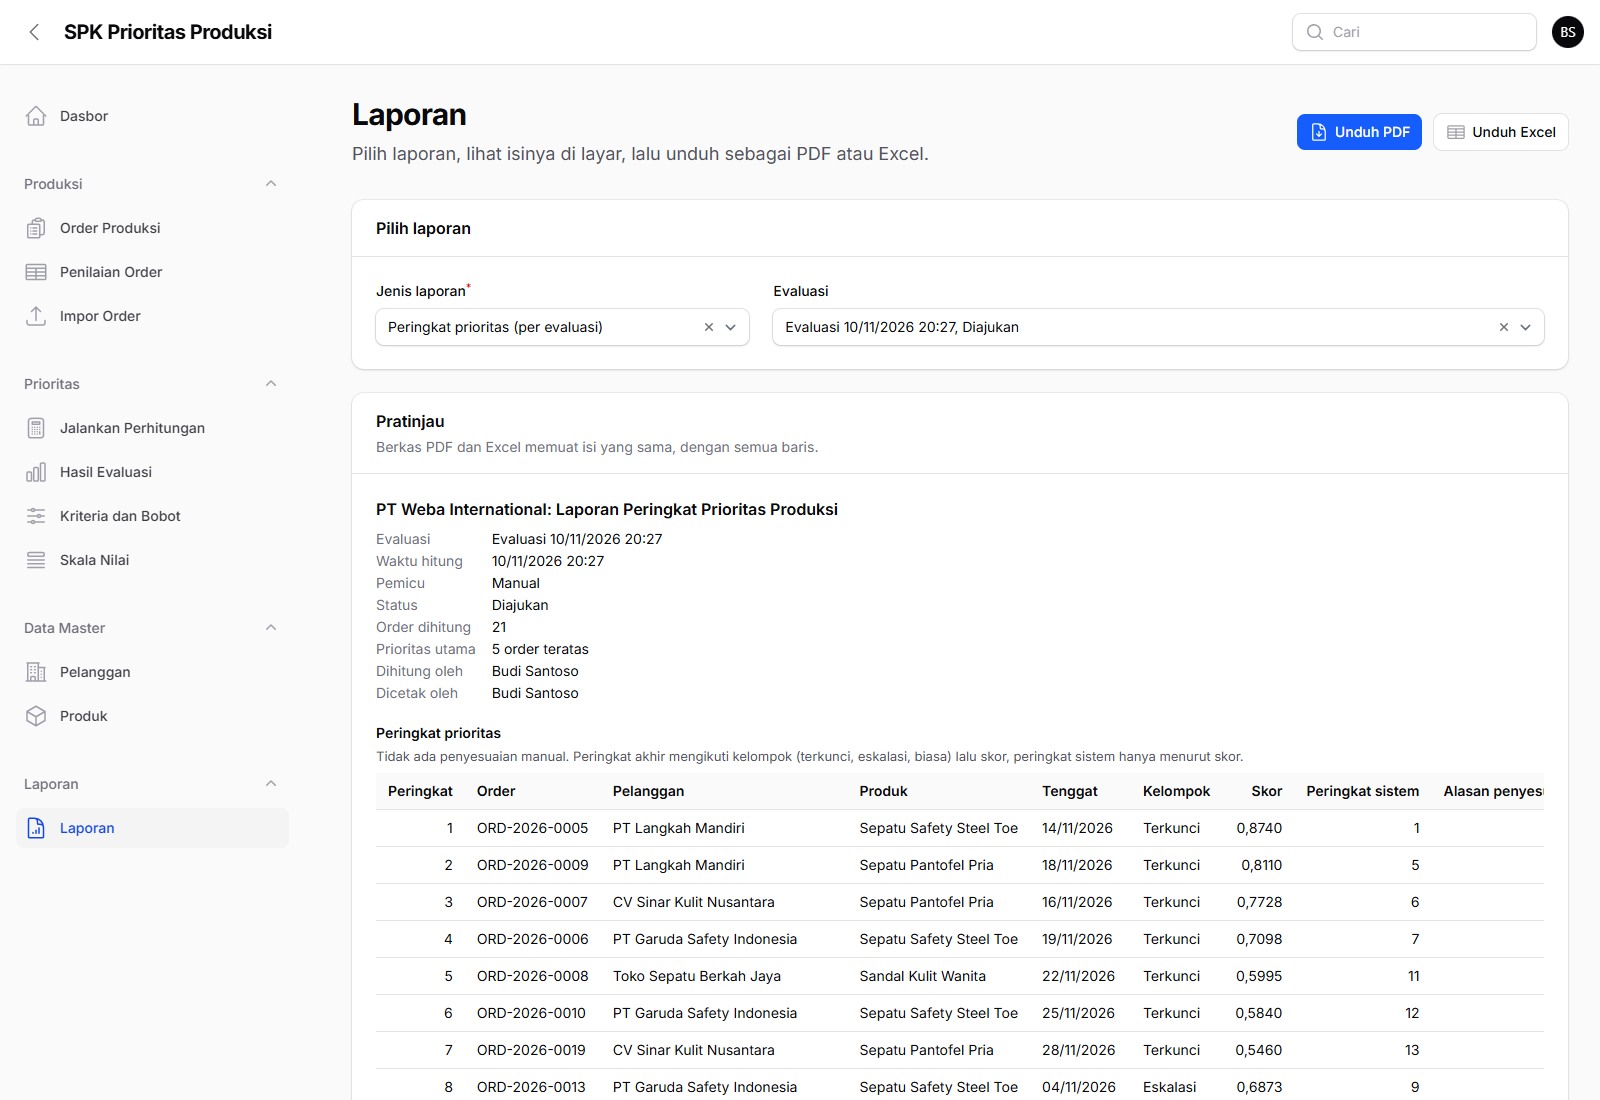 SPK Prioritas Produksi
Cari
BS
Dasbor
Produksi
Order Produksi
Penilaian Order
Impor Order
Prioritas
Jalankan Perhitungan
Hasil Evaluasi
Kriteria dan Bobot
Skala Nilai
Data Master
Pelanggan
Produk
Laporan
Laporan
Laporan
Pilih laporan, lihat isinya di layar, lalu unduh sebagai PDF atau Excel.
Unduh PDF
Unduh Excel
Pilih laporan
Jenis laporan*
Evaluasi
Peringkat prioritas (per evaluasi)
Evaluasi 10/11/2026 20:27, Diajukan
Pratinjau
Berkas PDF dan Excel memuat isi yang sama, dengan semua baris.
PT Weba International: Laporan Peringkat Prioritas Produksi
Evaluasi Evaluasi 10/11/2026 20:27
Waktu hitung 10/11/2026 20:27
Pemicu Manual
Status Diajukan
Order dihitung 21
Prioritas utama 5 order teratas
Dihitung oleh Budi Santoso
Dicetak oleh Budi Santoso
Peringkat prioritas
Tidak ada penyesuaian manual. Peringkat akhir mengikuti kelompok (terkunci, eskalasi, biasa) lalu skor, peringkat sistem hanya menurut skor.
Peringkat Order Pelanggan Produk Tenggat Kelompok Skor Peringkat sistem Alasan penyesu
1 ORD-2026-0005 PT Langkah Mandiri Sepatu Safety Steel Toe 14/11/2026 Terkunci 0,8740 1
2 ORD-2026-0009 PT Langkah Mandiri Sepatu Pantofel Pria 18/11/2026 Terkunci 0,8110 5
3 ORD-2026-0007 CV Sinar Kulit Nusantara Sepatu Pantofel Pria 16/11/2026 Terkunci 0,7728 6
4 ORD-2026-0006 PT Garuda Safety Indonesia Sepatu Safety Steel Toe 19/11/2026 Terkunci 0,7098 7
5 ORD-2026-0008 Toko Sepatu Berkah Jaya Sandal Kulit Wanita 22/11/2026 Terkunci 0,5995 11
6 ORD-2026-0010 PT Garuda Safety Indonesia Sepatu Safety Steel Toe 25/11/2026 Terkunci 0,5840 12
7 ORD-2026-0019 CV Sinar Kulit Nusantara Sepatu Pantofel Pria 28/11/2026 Terkunci 0,5460 13
8 ORD-2026-0013 PT Garuda Safety Indonesia Sepatu Safety Steel Toe 04/11/2026 Eskalasi 0,6873 9